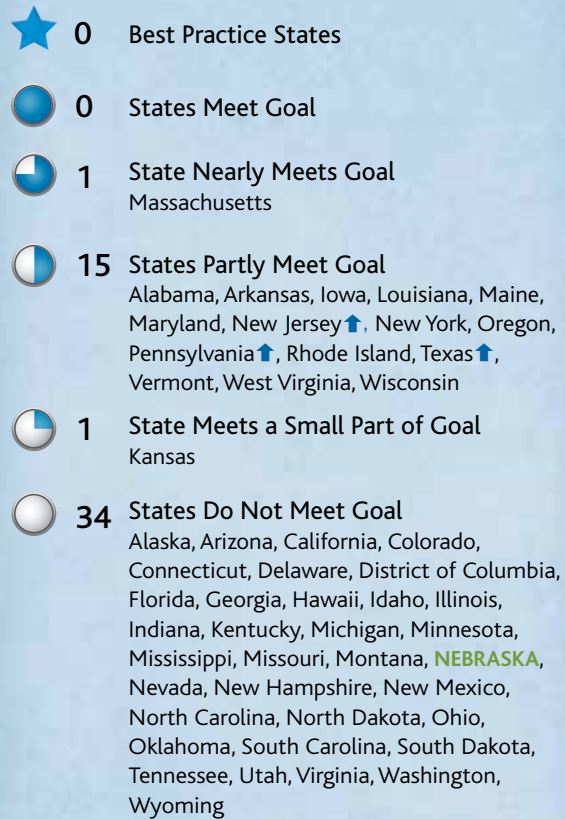 0 Best Practice States
0 States Meet Goal
1 State Nearly Meets Goal
Massachusetts
15 States Partly Meet Goal
Alabama, Arkansas, Iowa, Louisiana, Maine,
Maryland, New Jersey⬆, New York, Oregon,
Pennsylvania⬆, Rhode Island, Texas⬆,
Vermont, West Virginia, Wisconsin
1 State Meets a Small Part of Goal
Kansas
34 States Do Not Meet Goal
Alaska, Arizona, California, Colorado,
Connecticut, Delaware, District of Columbia,
Florida, Georgia, Hawaii, Idaho, Illinois,
Indiana, Kentucky, Michigan, Minnesota,
Mississippi, Missouri, Montana, NEBRASKA,
Nevada, New Hampshire, New Mexico,
North Carolina, North Dakota, Ohio,
Oklahoma, South Carolina, South Dakota,
Tennessee, Utah, Virginia, Washington,
Wyoming